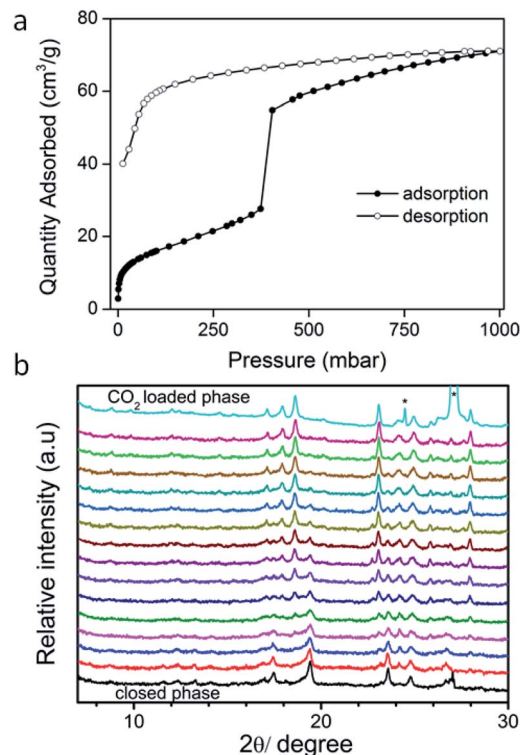 a
80
60
40
20
0
Quantity Adsorbed (cm³/g)
adsorption
desorption
0 250 500 750 1000
Pressure (mbar)
b
CO₂ loaded phase
*
*
Relative intensity (a.u)
closed phase
10 20 30
2θ/ degree